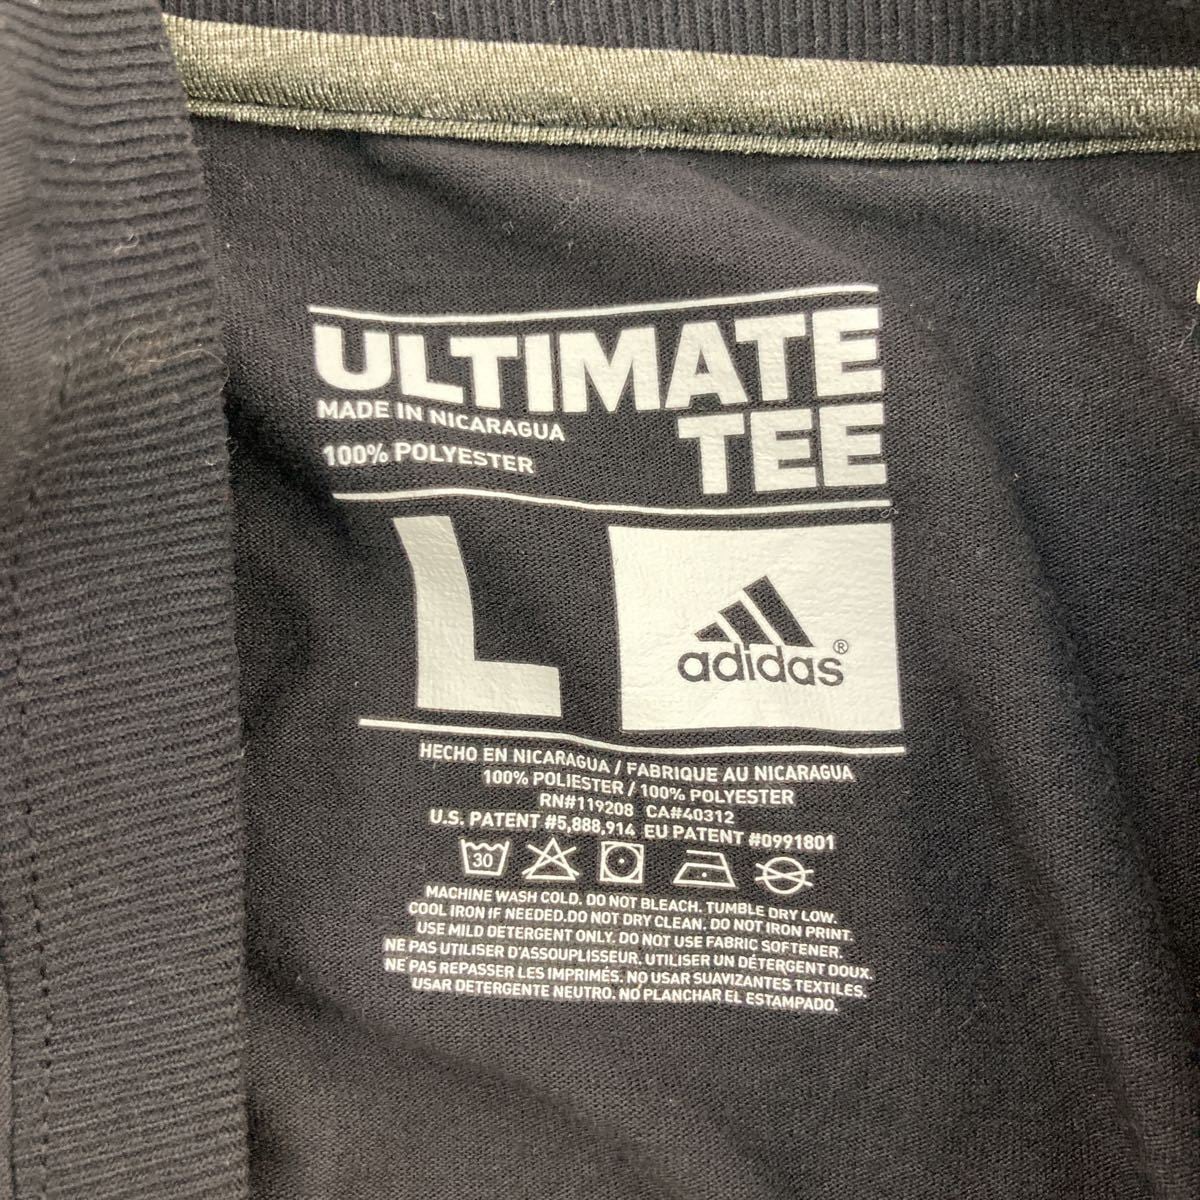 ULTIMATE
TEE
MADE IN NICARAGUA
100% POLYESTER
L
adidas®
HECHO EN NICARAGUA / FABRIQUE AU NICARAGUA
100% POLIESTER / 100% POLYESTER
RN#119208 CA#40312
U.S. PATENT #5,888,914 EU PATENT #0991801
30
MACHINE WASH COLD. DO NOT BLEACH. TUMBLE DRY LOW.
COOL IRON IF NEEDED.DO NOT DRY CLEAN. DO NOT IRON PRINT.
USE MILD DETERGENT ONLY. DO NOT USE FABRIC SOFTENER.
NE PAS UTILISER D'ASSOUPLISSEUR. UTILISER UN DÉTERGENT DOUX.
NE PAS REPASSER LES IMPRIMÉS. NO USAR SUAVIZANTES TEXTILES.
USAR DETERGENTE NEUTRO. NO PLANCHAR EL ESTAMPADO.